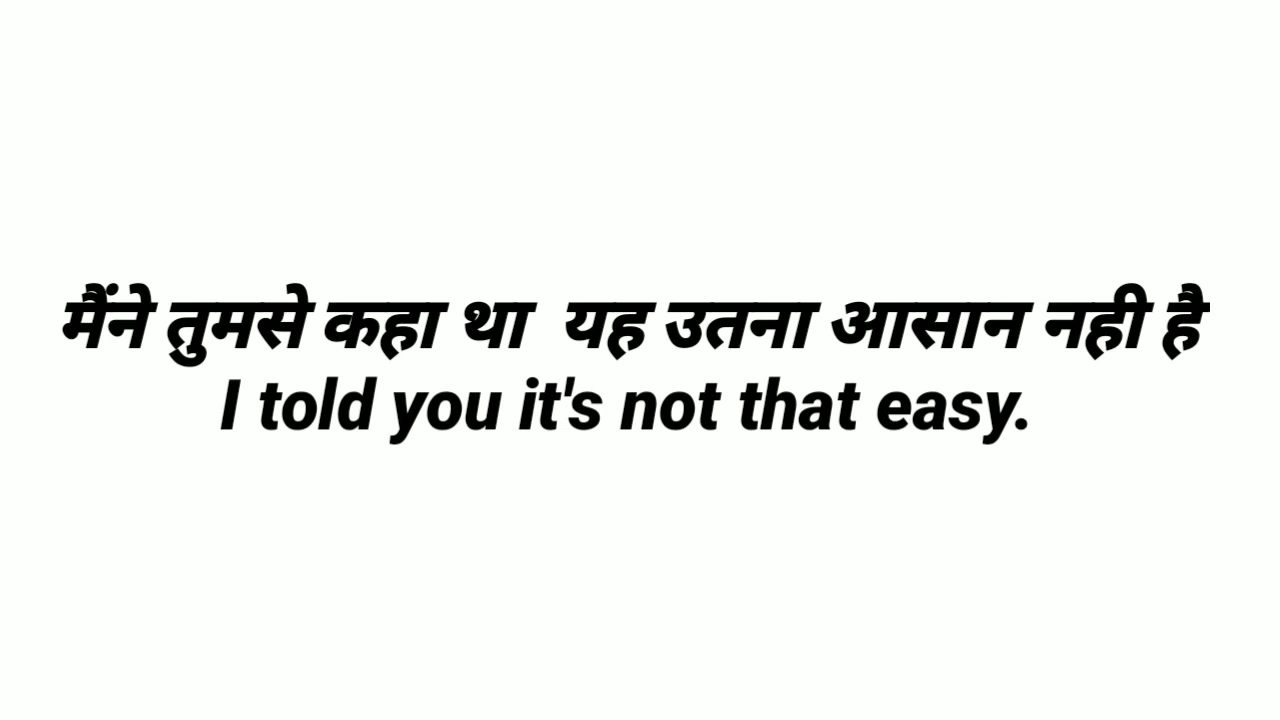 मैंने तुमसे कहा था  यह उतना आसान नही है
I told you it's not that easy.